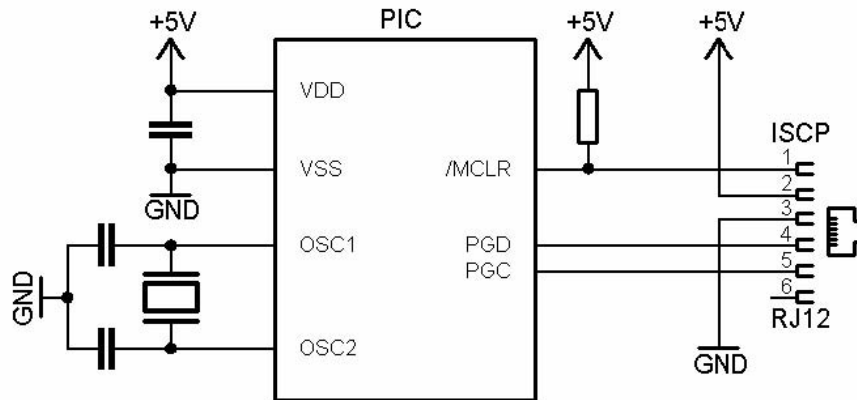 +5V
PIC
+5V
+5V
VDD
ISCP
1
VSS
/MCLR
2
GND
3
OSC1
PGD
4
PGC
5
GND
6
RJ12
OSC2
GND